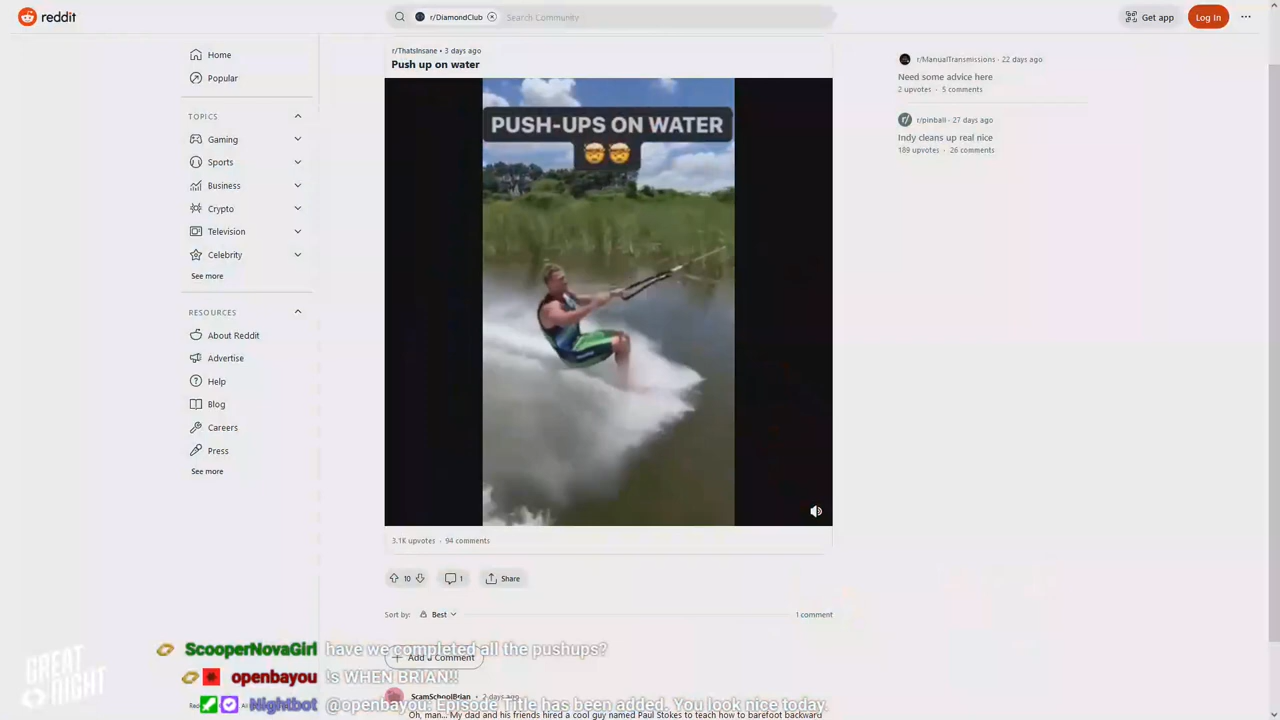 reddit
r/DiamondClub
Search Community
Get app
Log In
Home
Popular
TOPICS
Gaming
Sports
Business
Crypto
Television
Celebrity
See more
RESOURCES
About Reddit
Advertise
Help
Blog
Careers
Press
See more
r/ThatsInsane • 3 days ago
Push up on water
PUSH-UPS ON WATER
3.1K upvotes · 94 comments
10
1
Share
Sort by:
Best
1 comment
Add a Comment
ScamSchoolBrian • 2 days ago
Oh, man... My dad and his friends hired a cool guy named Paul Stokes to teach how to barefoot backward
r/ManualTransmissions • 22 days ago
Need some advice here
2 upvotes · 5 comments
r/pinball • 27 days ago
Indy cleans up real nice
189 upvotes · 26 comments
GREAT
NIGHT
ScooperNovaGirl have we completed all the pushups?
openbayou !s WHEN BRIAN!!
Nightbot @openbayou: Episode Title has been added. You look nice today.